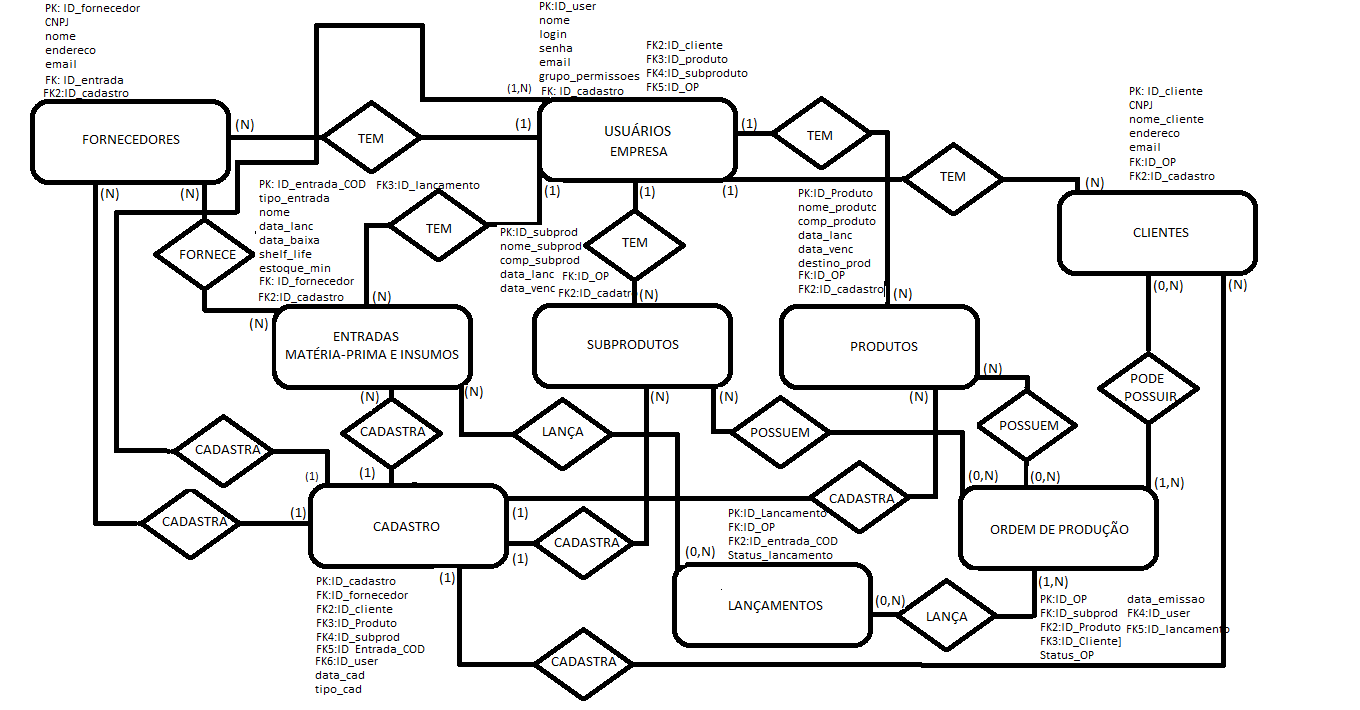 PK: ID_fornecedor
CNPJ
nome
endereco
email
FK: ID_entrada
FK2:ID_cadastro
FORNECEDORES
PK:ID_user
nome
login
senha
email
grupo_permissoes
FK: ID_cadastro
FK2:ID_cliente
FK3:ID_produto
FK4:ID_subproduto
FK5:ID_OP
(1,N)
USUÁRIOS
EMPRESA
(N)
TEM
(1)
(1)
TEM
PK: ID_cliente
CNPJ
nome_cliente
endereco
email
FK:ID_OP
FK2:ID_cadastro
(N)
CLIENTES
TEM
(1)
(1)
(1)
(N)
(N)
FORNECE
PK: ID_entrada_COD
tipo_entrada
nome
data_lanc
data_baixa
shelf_life
estoque_min
FK: ID_fornecedor
FK2:ID_cadastro
FK3:ID_lancamento
TEM
(N)
(N)
ENTRADAS
MATÉRIA-PRIMA E INSUMOS
PK:ID_subprod
nome_subprod
comp_subprod
data_lanc
data_venc
FK:ID_OP
FK2:ID_cadatr
TEM
(N)
SUBPRODUTOS
PK:ID_Produto
nome_produtc
comp_produto
data_lanc
data_venc
destino_prod
FK:ID_OP
FK2:ID_cadastro
(N)
PRODUTOS
(0,N)
(N)
PODE
POSSUIR
(N)
(N)
(N)
(N)
(N)
(N)
CADASTRA
CADASTRA
LANÇA
POSSUEM
POSSUEM
(1)
(1)
(0,N)
(0,N)
(1,N)
CADASTRA
(1)
CADASTRO
(1)
(1)
(1)
CADASTRA
CADASTRA
ORDEM DE PRODUÇÃO
PK:ID_Lancamento
FK:ID_OP
FK2:ID_entrada_COD
Status_lancamento
(0,N)
LANÇAMENTOS
(0,N)
LANÇA
(1,N)
PK:ID_cadastro
FK:ID_fornecedor
FK2:ID_cliente
FK3:ID_Produto
FK4:ID_subprod
FK5:ID_Entrada_COD
FK6:ID_user
data_cad
tipo_cad
CADASTRA
PK:ID_OP
FK:ID_subprod
FK2:ID_Produto
FK3:ID_Cliente]
Status_OP
data_emissao
FK4:ID_user
FK5:ID_lancamento